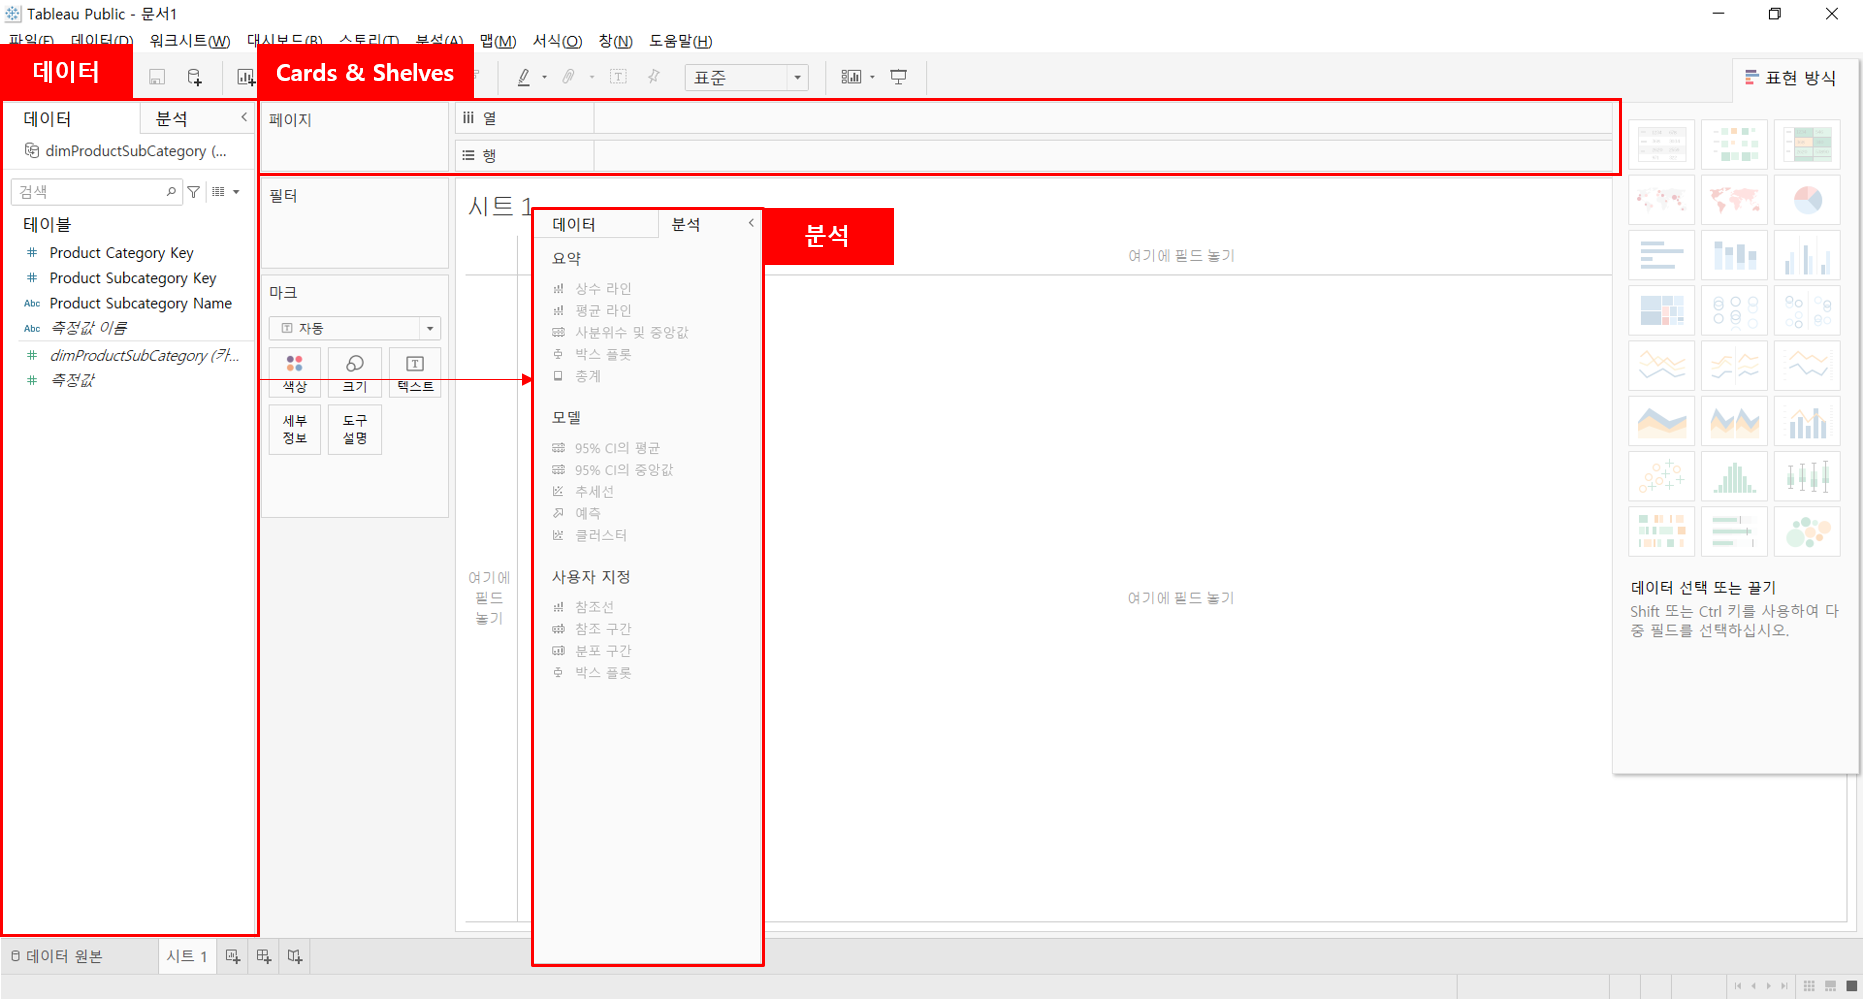 Tableau Public - 문서1
파일(F) 데이터(D) 워크시트(W) 대시보드(B) 스토리(T) 분석(A) 맵(M) 서식(O) 창(N) 도움말(H)
데이터
Cards & Shelves
표준
표현 방식
데이터 분석
페이지
iii 열
행
dimProductSubCategory (...
검색
필터
테이블
Product Category Key
Product Subcategory Key
Abc Product Subcategory Name
Abc 측정값 이름
dimProductSubCategory (카...
측정값
마크
자동
색상 크기 텍스트
세부
정보
도구
설명
시트 1
데이터 분석
분석
요약
상수 라인
평균 라인
사분위수 및 중앙값
박스 플롯
총계
모델
95% CI의 평균
95% CI의 중앙값
추세선
예측
클러스터
사용자 지정
참조선
참조 구간
분포 구간
박스 플롯
여기에 필드 놓기
여기에
필드
놓기
여기에 필드 놓기
데이터 선택 또는 끌기
Shift 또는 Ctrl 키를 사용하여 다
중 필드를 선택하십시오.
데이터 원본
시트 1